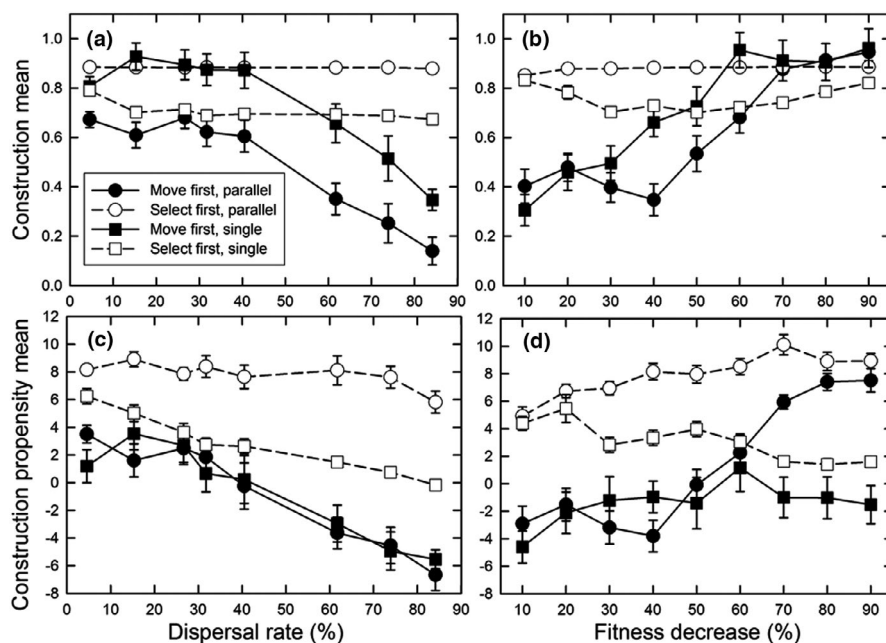 (a)
(b)
Construction mean
1.0
0.8
0.6
0.4
0.2
0.0
Move first, parallel
Select first, parallel
Move first, single
Select first, single
0 10 20 30 40 50 60 70 80 90
1.0
0.8
0.6
0.4
0.2
0.0
10 20 30 40 50 60 70 80 90
(c)
(d)
Construction propensity mean
12
10
8
6
4
2
0
-2
-4
-6
-8
0 10 20 30 40 50 60 70 80 90
Dispersal rate (%)
12
10
8
6
4
2
0
-2
-4
-6
-8
10 20 30 40 50 60 70 80 90
Fitness decrease (%)